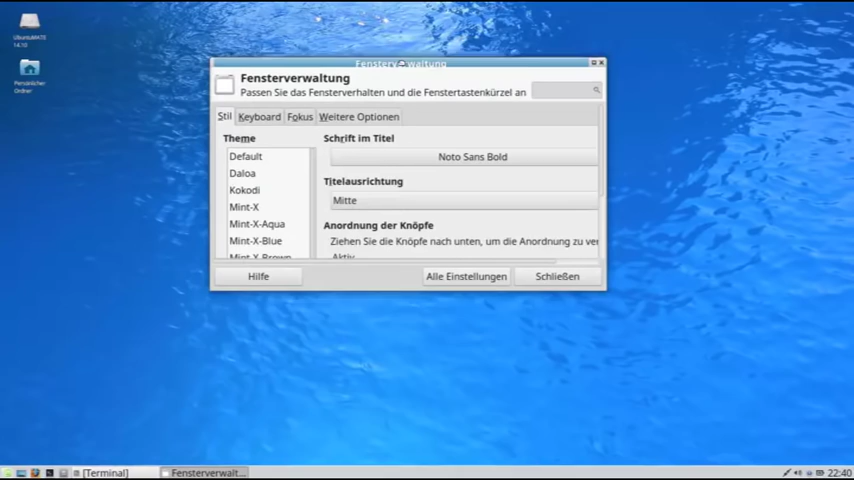 UbuntuMATE
14.10
Persönlicher
Ordner
Fensterverwaltung
Fensterverwaltung
Passen Sie das Fensterverhalten und die Fenstertastenkürzel an
Stil Keyboard Fokus Weitere Optionen
Theme
Default
Daloa
Kokodi
Mint-X
Mint-X-Aqua
Mint-X-Blue
Mint-X-Brown
Schrift im Titel
Noto Sans Bold
Titelausrichtung
Mitte
Anordnung der Knöpfe
Ziehen Sie die Knöpfe nach unten, um die Anordnung zu ver
Aktiv
Hilfe Alle Einstellungen Schließen
[Terminal] Fensterverwalt... 22:40